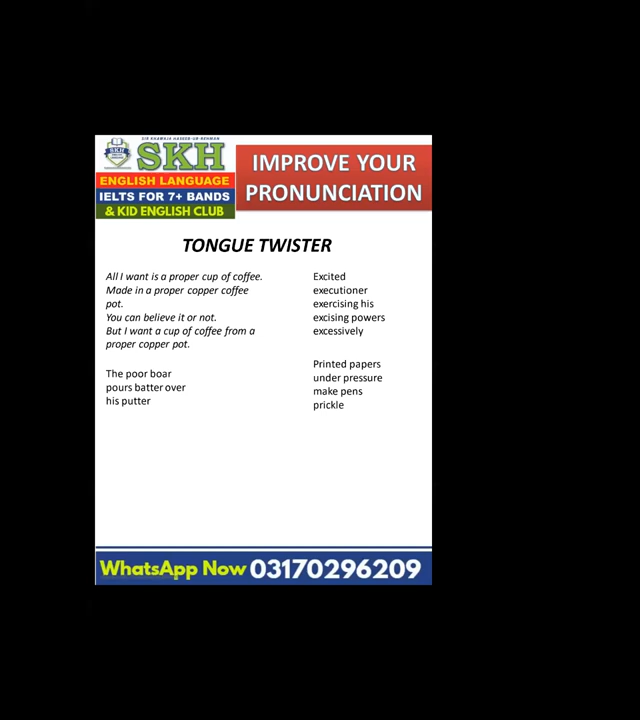 SIR KHAWAJA HASEEB-UR-REHMAN
SKH
SKH
ENGLISH LANGUAGE
IELTS FOR 7+ BANDS
& KID ENGLISH CLUB
IMPROVE YOUR
PRONUNCIATION
TONGUE TWISTER
All I want is a proper cup of coffee.
Made in a proper copper coffee
pot.
You can believe it or not.
But I want a cup of coffee from a
proper copper pot.
The poor boar
pours batter over
his putter
Excited
executioner
exercising his
excising powers
excessively
Printed papers
under pressure
make pens
prickle
WhatsApp Now 03170296209